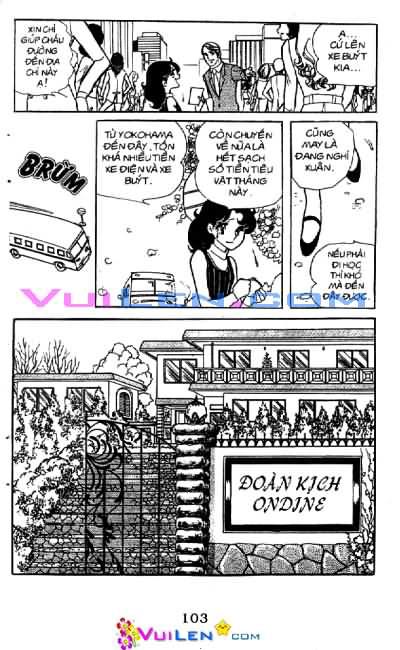 XIN CHỈ
GIÚP CHÁU
ĐƯỜNG
ĐẾN ĐỊA
CHỈ NÀY
Ạ!
A...
CỨ LÊN
XE BUÝT
KIA...
BRỪM
TỪ YOKOHAMA
ĐẾN ĐÂY, TỐN
KHÁ NHIỀU TIỀN
XE ĐIỆN VÀ XE
BUÝT.
CÒN CHUYẾN
VỀ NỮA LÀ
HẾT SẠCH
SỐ TIỀN TIÊU
VẶT THÁNG
NÀY...
CŨNG
MAY LÀ
ĐANG NGHỈ
XUÂN.
NẾU PHẢI
ĐI HỌC
THÌ KHÓ
MÀ ĐẾN
ĐÂY ĐƯỢC.
VUILEN.COM
ĐOÀN KỊCH
ONDINE
103
VUILEN.COM